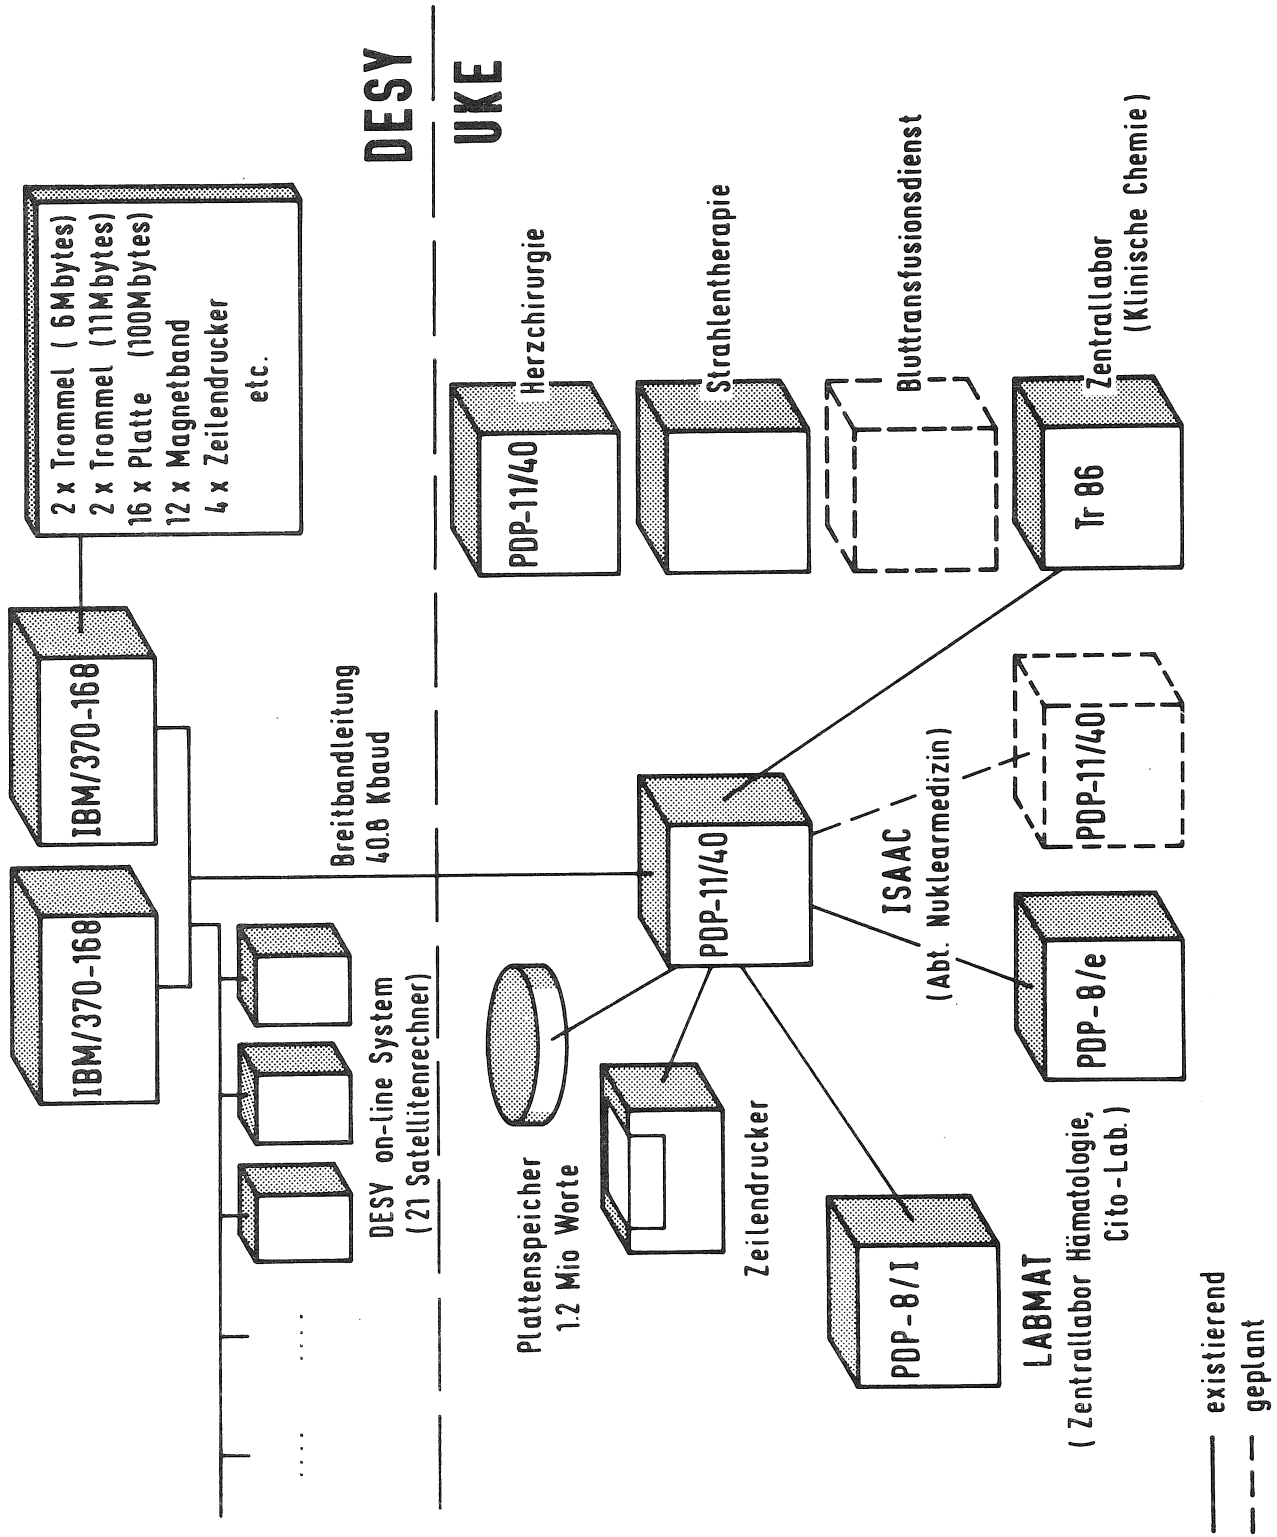 IBM/370-168
IBM/370-168
2 x Trommel ( 6Mbytes)
2 x Trommel (11Mbytes)
16 x Platte (100Mbytes)
12 x Magnetband
4 x Zeilendrucker
etc.
DESY on-line System
(21 Satellitenrechner)
Breitbandleitung
40.8 Kbaud
DESY
UKE
Plattenspeicher
1.2 Mio Worte
Zeilendrucker
PDP-11/40
PDP-11/40
Herzchirurgie
Strahlentherapie
Bluttransfusionsdienst
Tr 86
Zentrallabor
(Klinische Chemie)
PDP-8/I
LABMAT
( Zentrallabor Hämatologie,
Cito-Lab.)
ISAAC
(Abt. Nuklearmedizin)
PDP-8/e
PDP-11/40
existierend
geplant